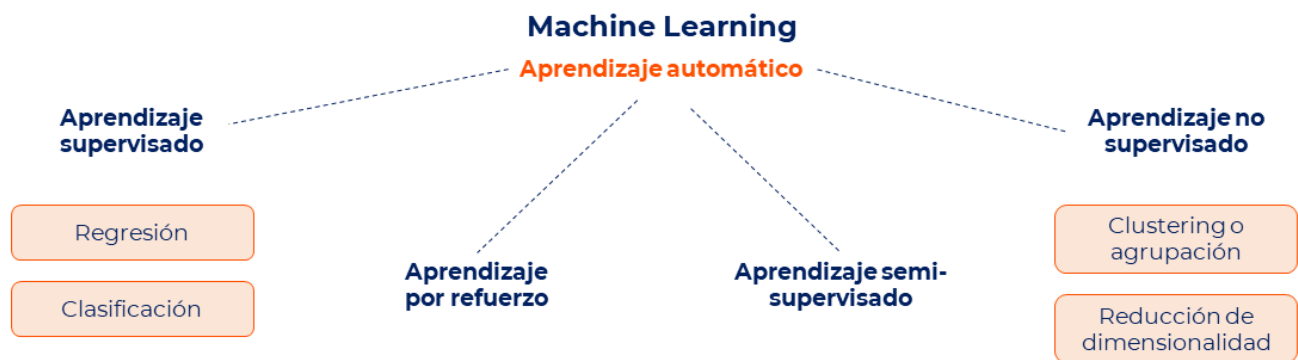 Machine Learning
Aprendizaje automático
Aprendizaje
supervisado
Regresión
Clasificación
Aprendizaje
por refuerzo
Aprendizaje semi-
supervisado
Aprendizaje no
supervisado
Clustering o
agrupación
Reducción de
dimensionalidad